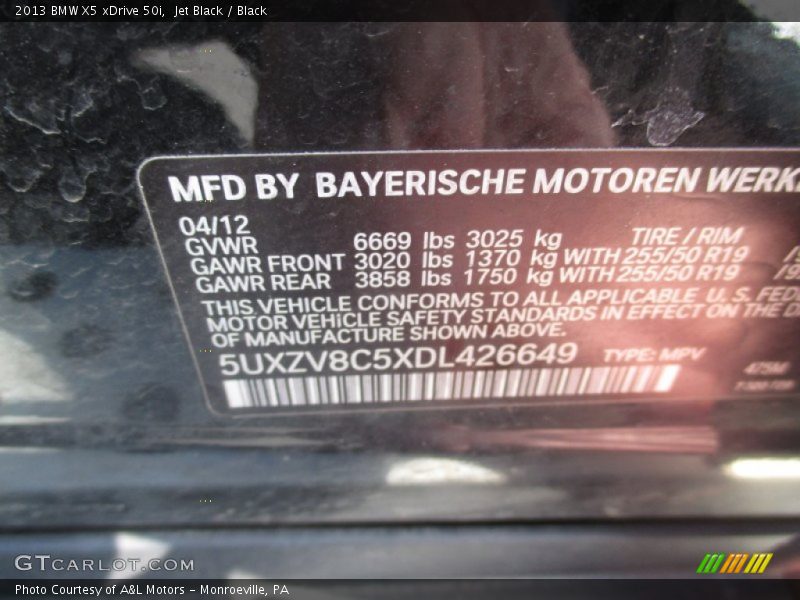 2013 BMW X5 xDrive 50i, Jet Black / Black
MFD BY BAYERISCHE MOTOREN WERK
04/12
GVWR 6669 lbs 3025 kg TIRE / RIM
GAWR FRONT 3020 lbs 1370 kg WITH 255/50 R19
GAWR REAR 3858 lbs 1750 kg WITH 255/50 R19
THIS VEHICLE CONFORMS TO ALL APPLICABLE U. S. FED
MOTOR VEHICLE SAFETY STANDARDS IN EFFECT ON THE D
OF MANUFACTURE SHOWN ABOVE.
5UXZV8C5XDL426649 TYPE: MPV
475M
GTCARLOT.COM
Photo Courtesy of A&L Motors - Monroeville, PA